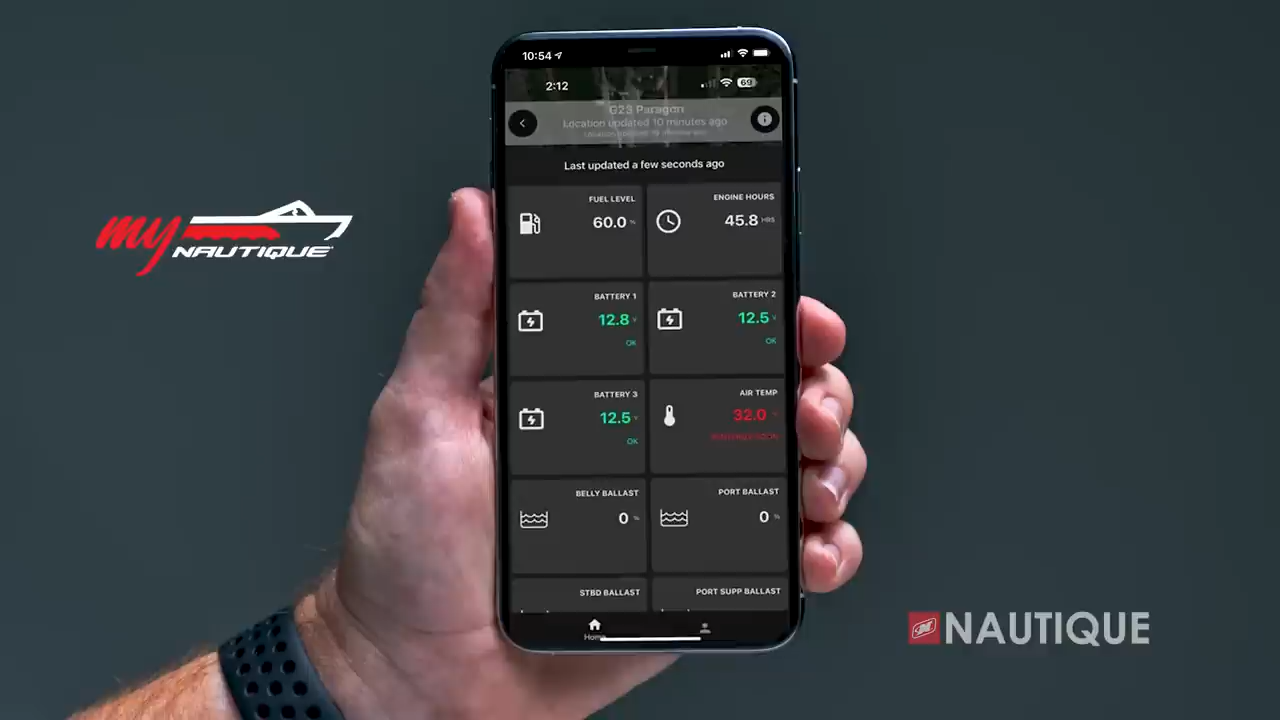 my
NAUTIQUE
10:54
2:12
69
G23 Paragon
Location updated 10 minutes ago
Last updated a few seconds ago
FUEL LEVEL
60.0 %
ENGINE HOURS
45.8 HRS
BATTERY 1
12.8 V
OK
BATTERY 2
12.5 V
OK
BATTERY 3
12.5 V
OK
AIR TEMP
32.0
BELLY BALLAST
0 %
PORT BALLAST
0 %
STBD BALLAST
PORT SUPP BALLAST
Home
NAUTIQUE